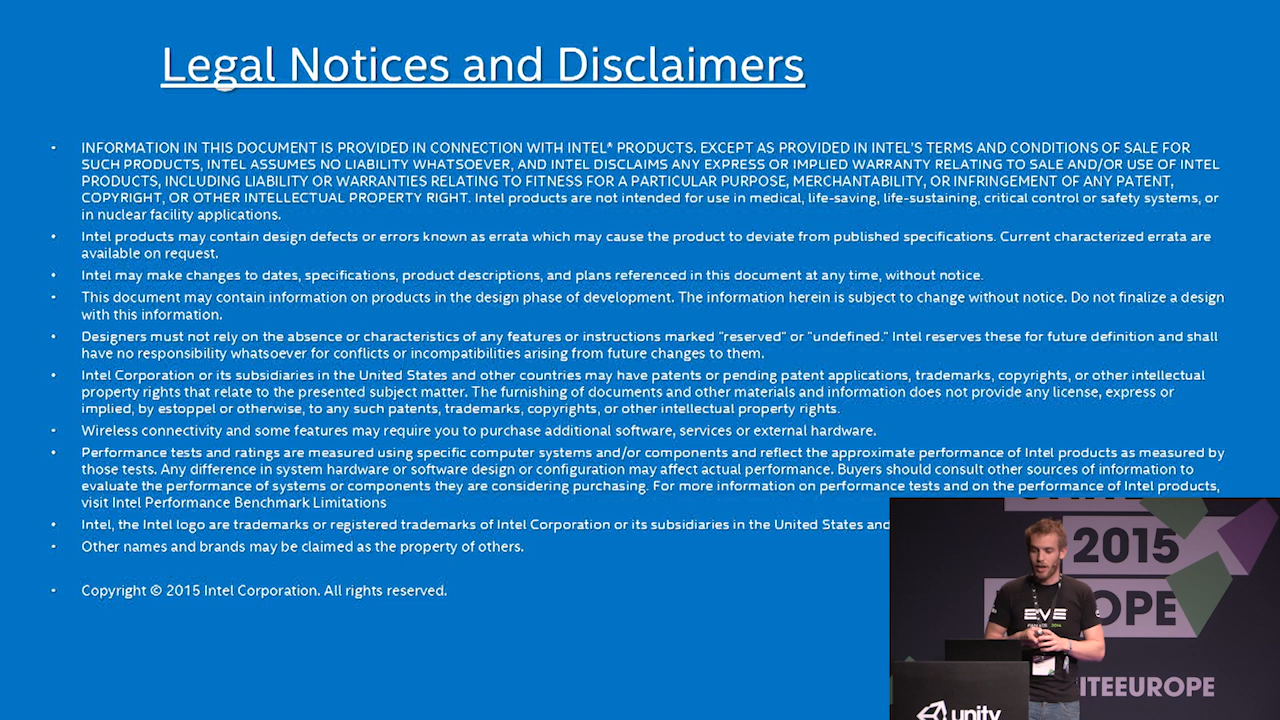 Legal Notices and Disclaimers
• INFORMATION IN THIS DOCUMENT IS PROVIDED IN CONNECTION WITH INTEL® PRODUCTS. EXCEPT AS PROVIDED IN INTEL'S TERMS AND CONDITIONS OF SALE FOR
SUCH PRODUCTS, INTEL ASSUMES NO LIABILITY WHATSOEVER, AND INTEL DISCLAIMS ANY EXPRESS OR IMPLIED WARRANTY RELATING TO SALE AND/OR USE OF INTEL
PRODUCTS, INCLUDING LIABILITY OR WARRANTIES RELATING TO FITNESS FOR A PARTICULAR PURPOSE, MERCHANTABILITY, OR INFRINGEMENT OF ANY PATENT,
COPYRIGHT, OR OTHER INTELLECTUAL PROPERTY RIGHT. Intel products are not intended for use in medical, life-saving, life-sustaining, critical control or safety systems, or
in nuclear facility applications.
• Intel products may contain design defects or errors known as errata which may cause the product to deviate from published specifications. Current characterized errata are
available on request.
• Intel may make changes to dates, specifications, product descriptions, and plans referenced in this document at any time, without notice.
• This document may contain information on products in the design phase of development. The information herein is subject to change without notice. Do not finalize a design
with this information.
• Designers must not rely on the absence or characteristics of any features or instructions marked "reserved" or "undefined." Intel reserves these for future definition and shall
have no responsibility whatsoever for conflicts or incompatibilities arising from future changes to them.
• Intel Corporation or its subsidiaries in the United States and other countries may have patents or pending patent applications, trademarks, copyrights, or other intellectual
property rights that relate to the presented subject matter. The furnishing of documents and other materials and information does not provide any license, express or
implied, by estoppel or otherwise, to any such patents, trademarks, copyrights, or other intellectual property rights.
• Wireless connectivity and some features may require you to purchase additional software, services or external hardware.
• Performance tests and ratings are measured using specific computer systems and/or components and reflect the approximate performance of Intel products as measured by
those tests. Any difference in system hardware or software design or configuration may affect actual performance. Buyers should consult other sources of information to
evaluate the performance of systems or components they are considering purchasing. For more information on performance tests and on the performance of Intel products,
visit Intel Performance Benchmark Limitations
• Intel, the Intel logo are trademarks or registered trademarks of Intel Corporation or its subsidiaries in the United States and
• Other names and brands may be claimed as the property of others.
• Copyright © 2015 Intel Corporation. All rights reserved.
2015
OPE
EVE
ITEEUROPE
unity